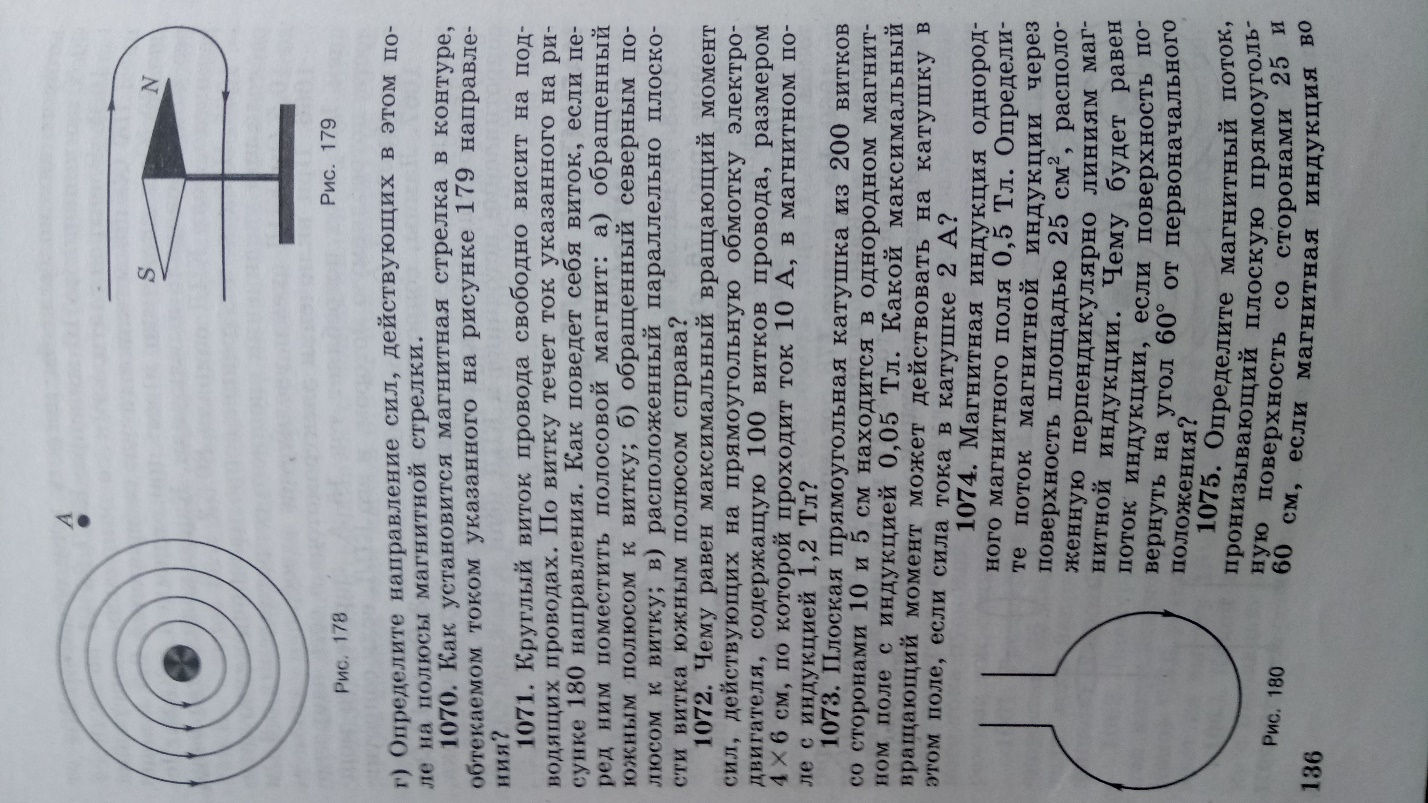 A
S
N
Рис. 178
Рис. 179
г) Определите направление сил, действующих в этом по-
ле на полюсы магнитной стрелки.
1070. Как установится магнитная стрелка в контуре,
обтекаемом током указанного на рисунке 179 направле-
ния?
1071. Круглый виток провода свободно висит на под-
водящих проводах. По витку течет ток указанного на ри-
сунке 180 направления. Как поведет себя виток, если пе-
ред ним поместить полосовой магнит: а) обращенный
южным полюсом к витку; б) обращенный северным по-
люсом к витку; в) расположенный параллельно плоско-
сти витка южным полюсом справа?
1072. Чему равен максимальный вращающий момент
сил, действующих на прямоугольную обмотку электро-
двигателя, содержащую 100 витков провода, размером
4 × 6 см, по которой проходит ток 10 А, в магнитном по-
ле с индукцией 1,2 Тл?
1073. Плоская прямоугольная катушка из 200 витков
со сторонами 10 и 5 см находится в однородном магнит-
ном поле с индукцией 0,05 Тл. Какой максимальный
вращающий момент может действовать на катушку в
этом поле, если сила тока в катушке 2 А?
1074. Магнитная индукция однород-
ного магнитного поля 0,5 Тл. Определи-
те поток магнитной индукции через
поверхность площадью 25 см², располо-
женную перпендикулярно линиям маг-
нитной индукции. Чему будет равен
поток индукции, если поверхность по-
вернуть на угол 60° от первоначального
положения?
1075. Определите магнитный поток,
пронизывающий плоскую прямоуголь-
ную поверхность со сторонами 25 и
60 см, если магнитная индукция во
Рис. 180
136